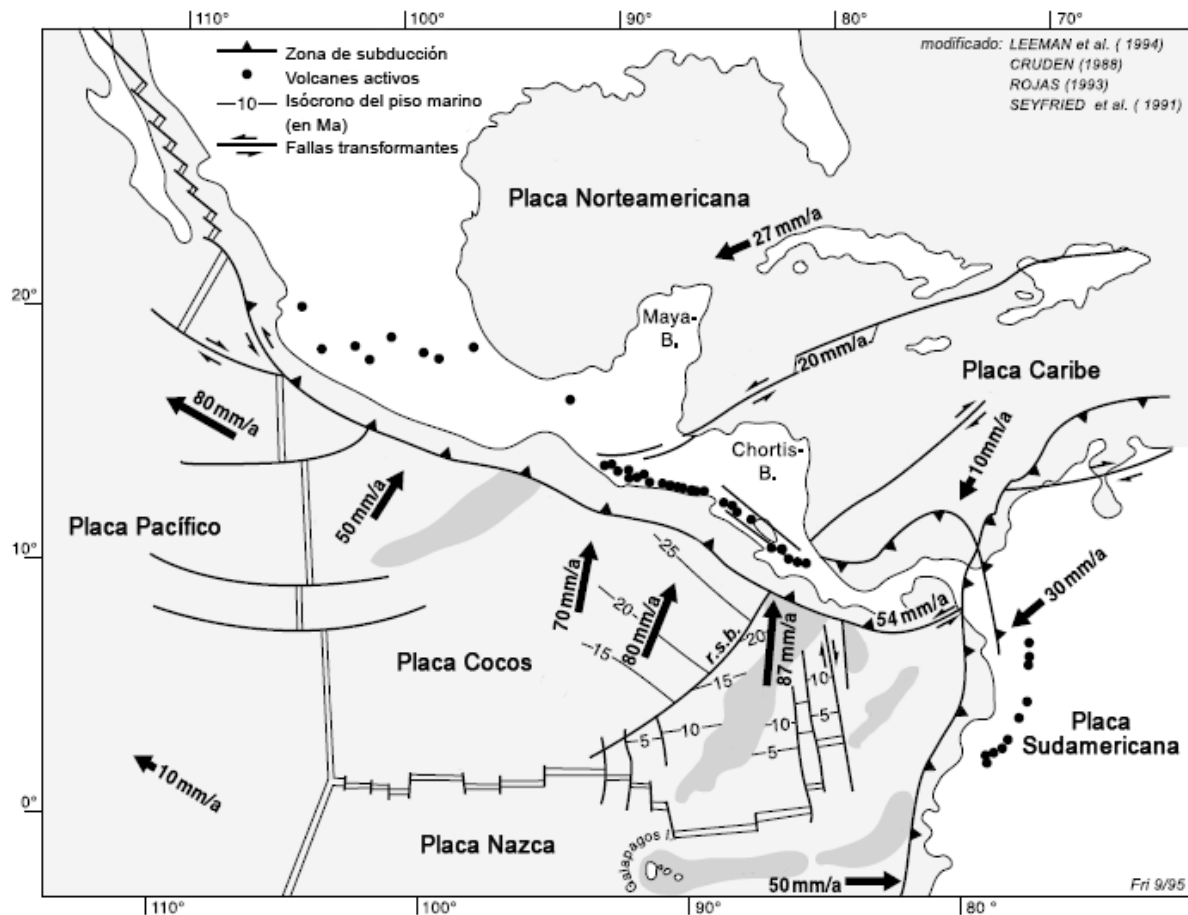 110°
100°
90°
80°
70°
Zona de subducción
Volcanes activos
10
Isócrono del piso marino
(en Ma)
Fallas transformantes
modificado: LEEMAN et al. ( 1994)
CRUDEN (1988)
ROJAS (1993)
SEYFRIED et al. ( 1991)
Placa Norteamericana
27 mm/a
20°
Maya-
B.
20 mm/a
Placa Caribe
80 mm/a
Chortis-
B.
10 mm/a
50 mm/a
Placa Pacífico
10°
25
70 mm/a
20
80 mm/a
15
r.s.b.
20
87 mm/a
54 mm/a
30 mm/a
Placa Cocos
15
10
10
5
10
5
5
5
Placa
Sudamericana
10 mm/a
0°
Placa Nazca
Galapagos I.
50 mm/a
Fri 9/95
110°
100°
90°
80°